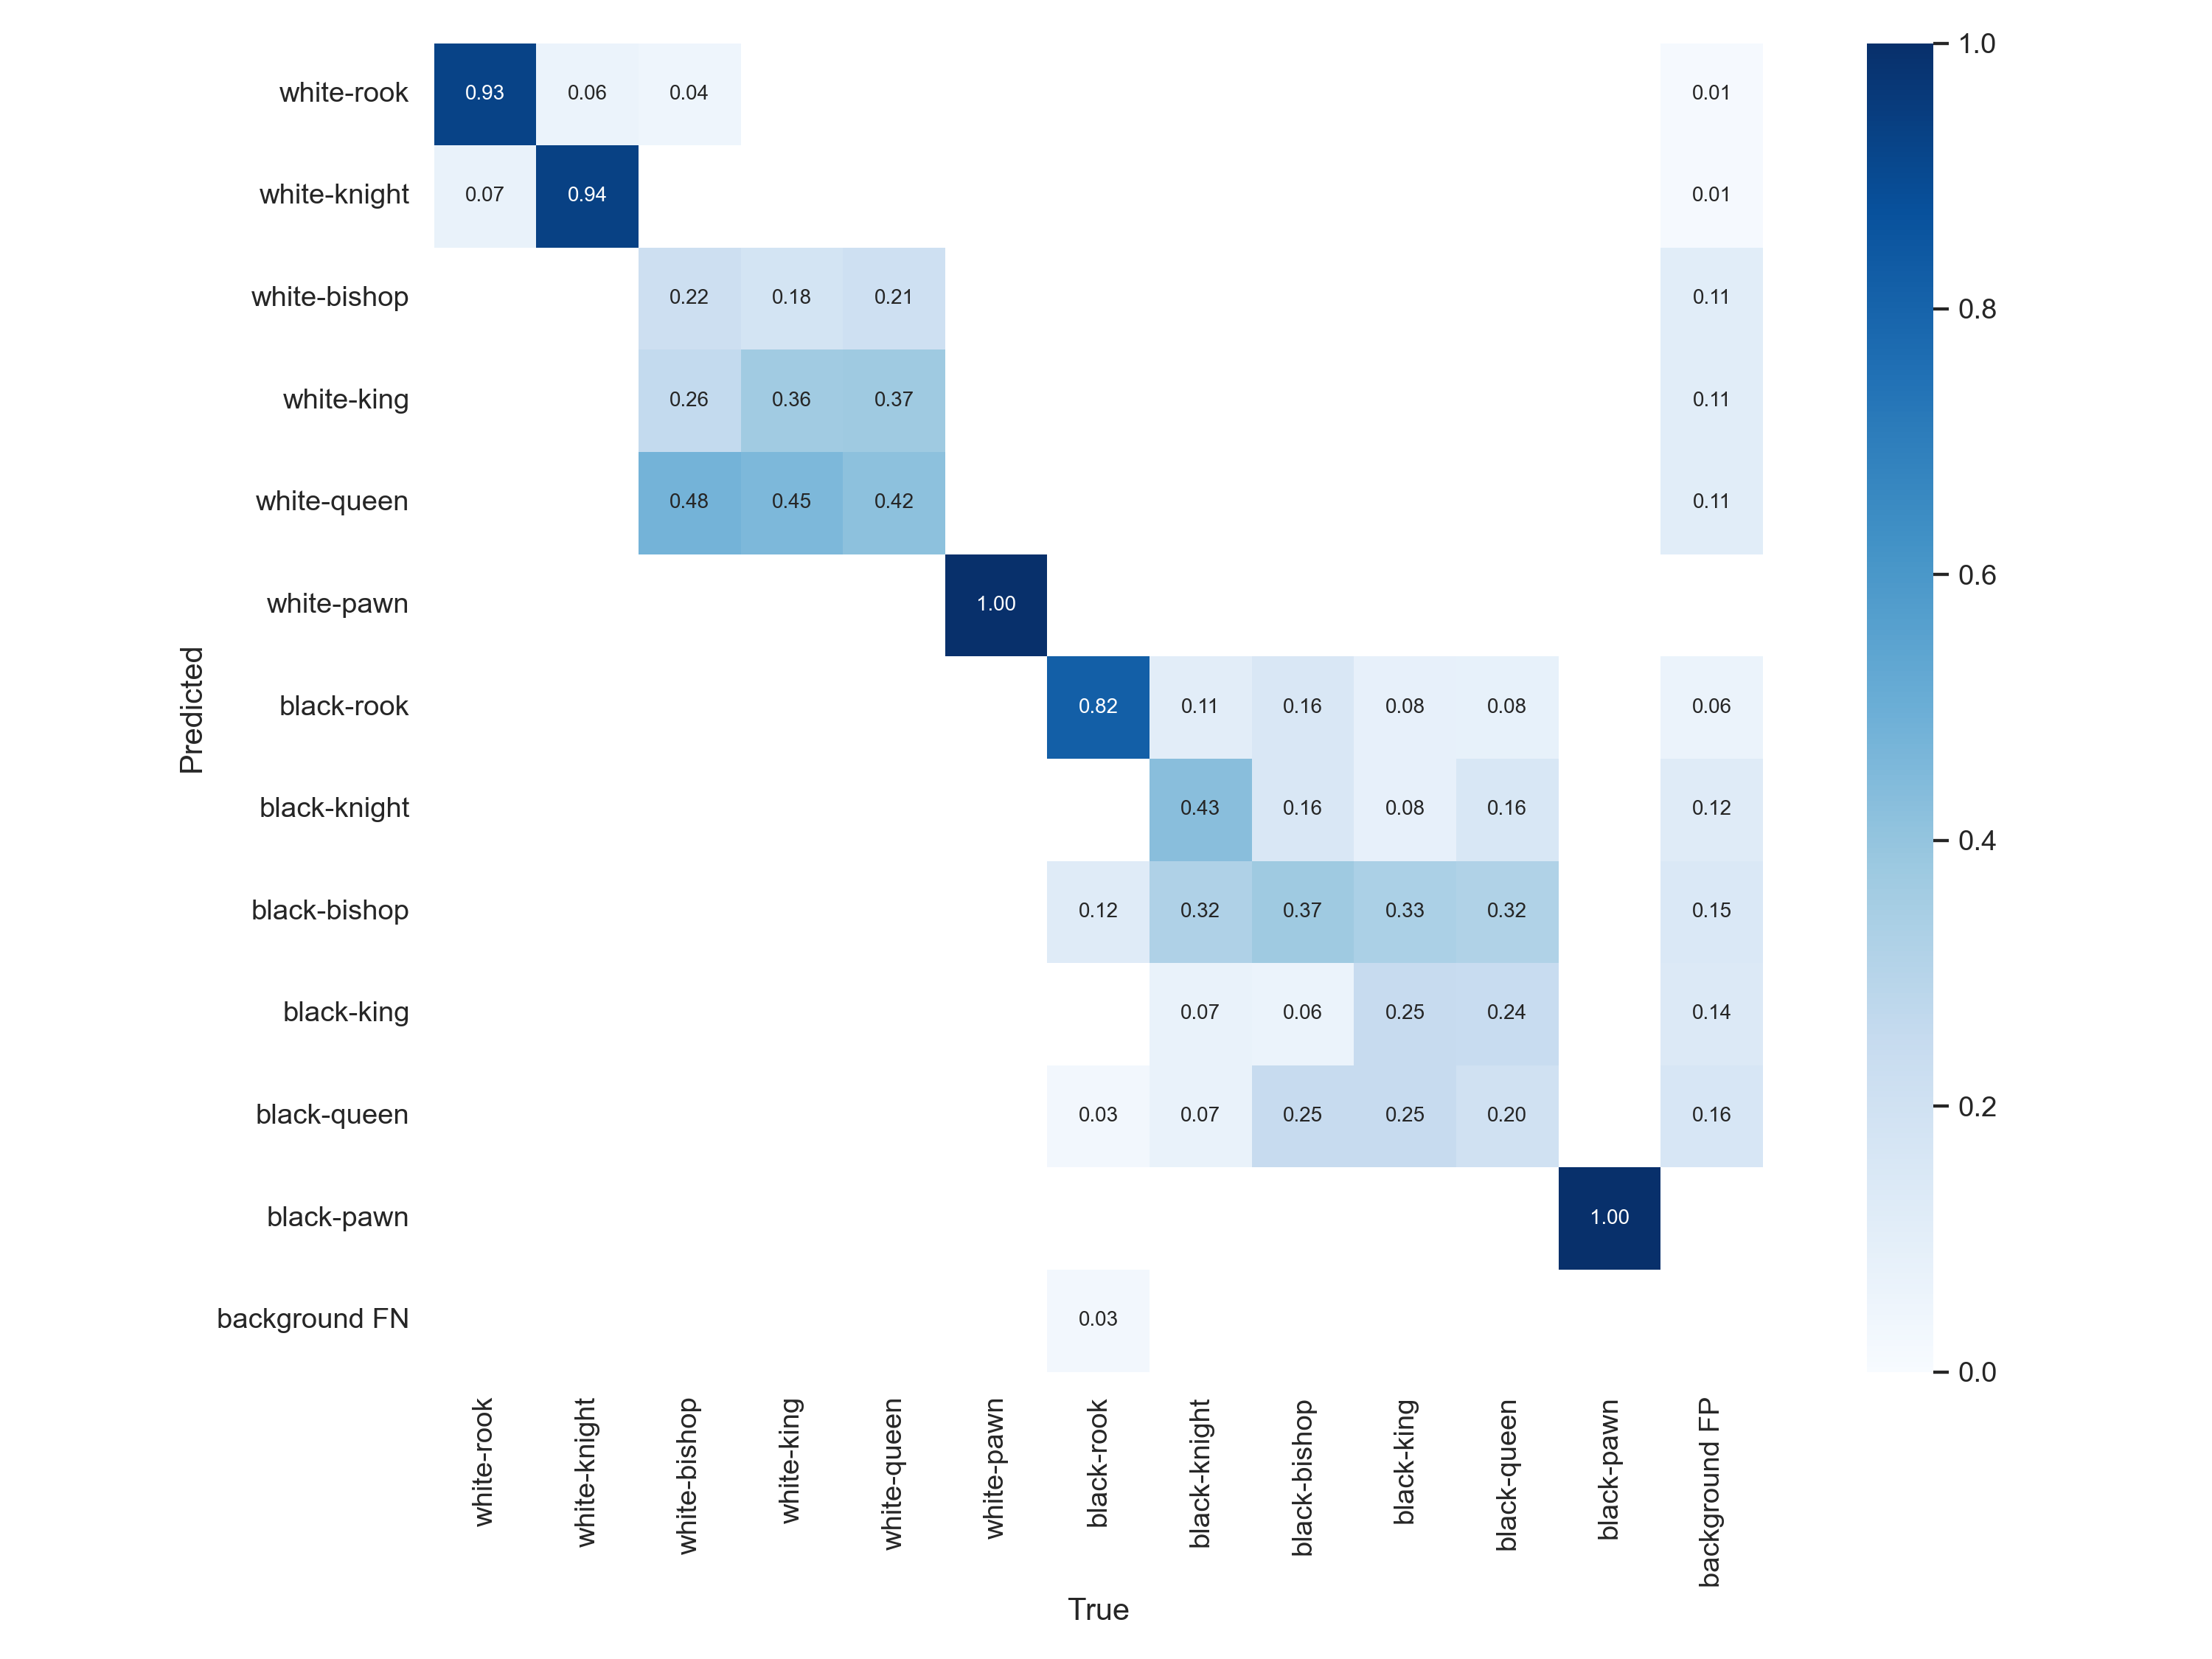 white-rook 0.93 0.06 0.04 0.01
white-knight 0.07 0.94 0.01
white-bishop 0.22 0.18 0.21 0.11
white-king 0.26 0.36 0.37 0.11
white-queen 0.48 0.45 0.42 0.11
white-pawn 1.00
black-rook 0.82 0.11 0.16 0.08 0.08 0.06
black-knight 0.43 0.16 0.08 0.16 0.12
black-bishop 0.12 0.32 0.37 0.33 0.32 0.15
black-king 0.07 0.06 0.25 0.24 0.14
black-queen 0.03 0.07 0.25 0.25 0.20 0.16
black-pawn 1.00
background FN 0.03
Predicted
white-rook
white-knight
white-bishop
white-king
white-queen
white-pawn
black-rook
black-knight
black-bishop
black-king
black-queen
black-pawn
background FP
True
1.0
0.8
0.6
0.4
0.2
0.0